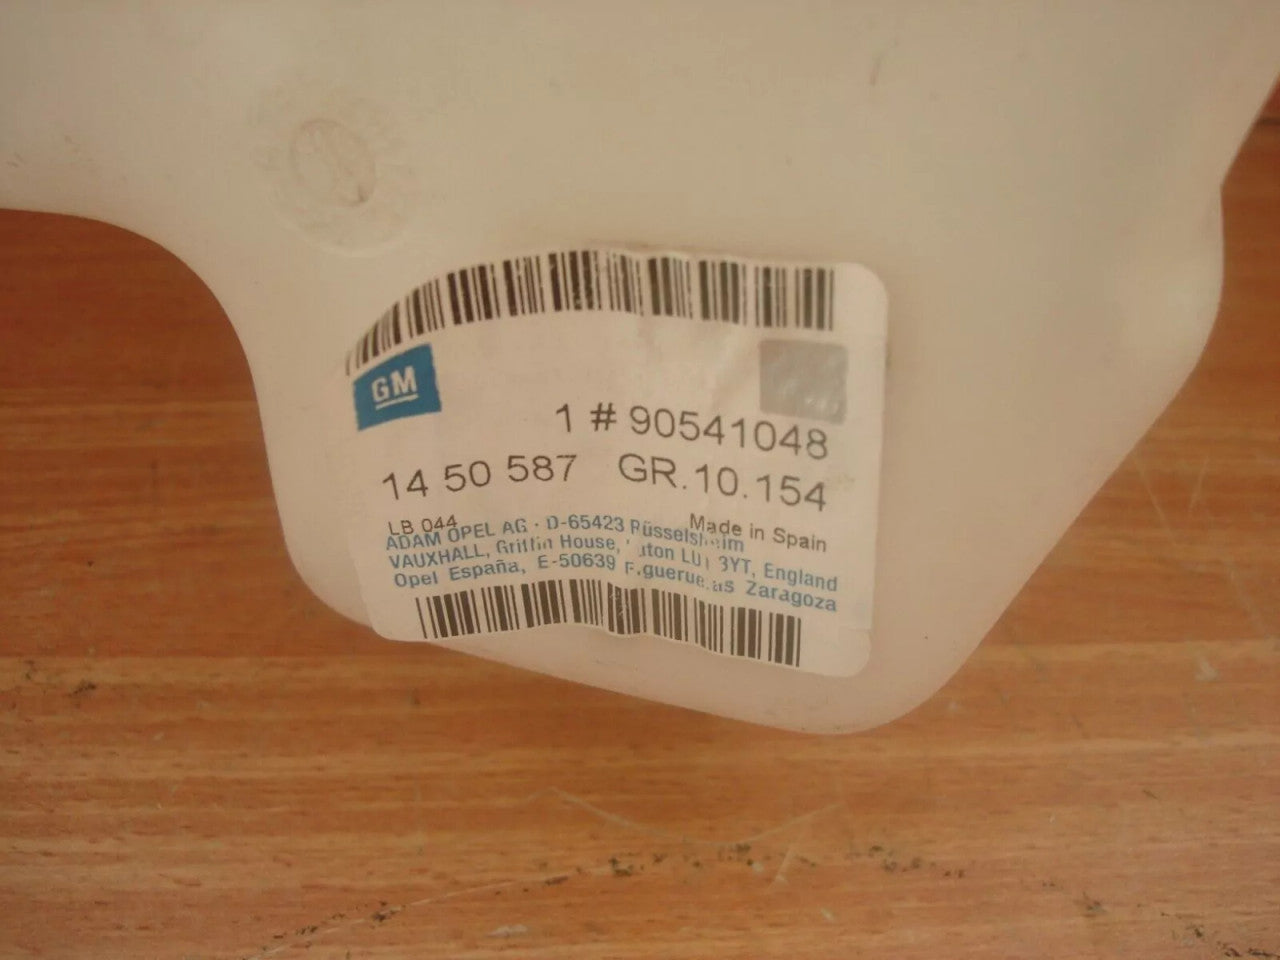 GM
1 # 90541048
14 50 587 GR.10.154
LB 044 Made in Spain
ADAM OPEL AG · D-65423 Rüsselsheim
VAUXHALL, Griffin House, 3YT, England
Opel España, E-50639 Zaragoza